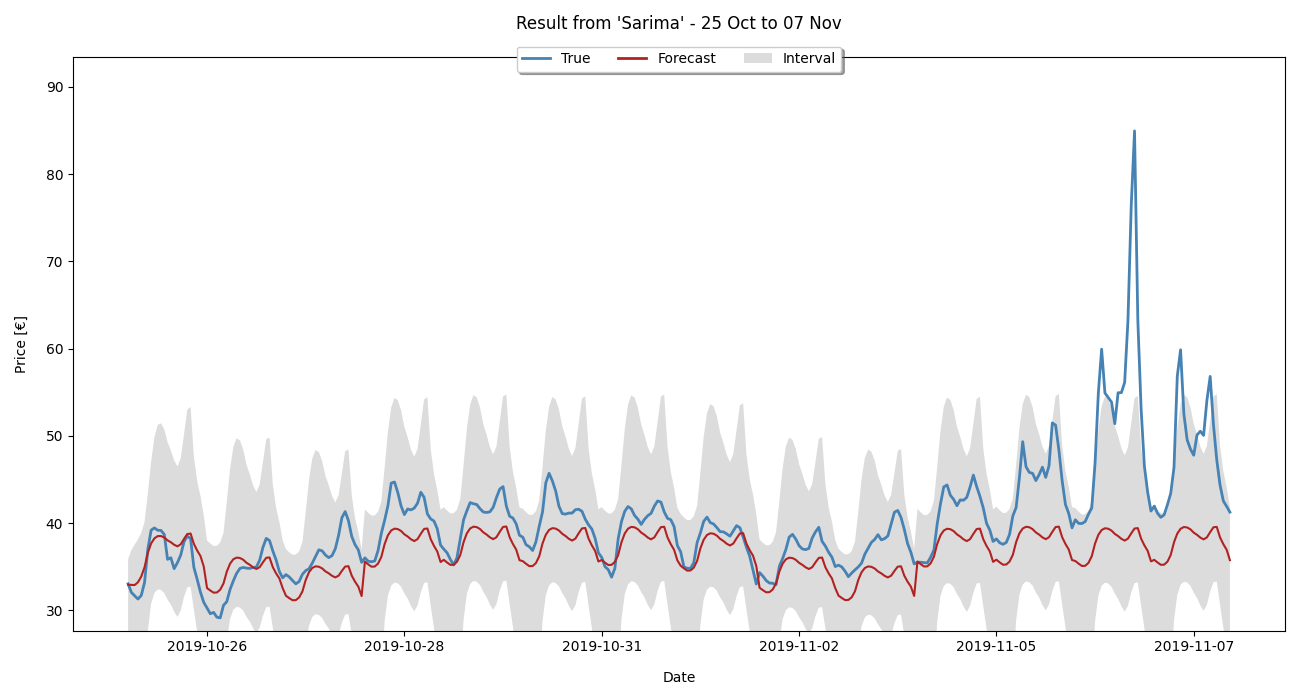 Result from 'Sarima' - 25 Oct to 07 Nov
True Forecast Interval
90
80
70
60
50
40
30
Price [€]
2019-10-26 2019-10-28 2019-10-31 2019-11-02 2019-11-05 2019-11-07
Date